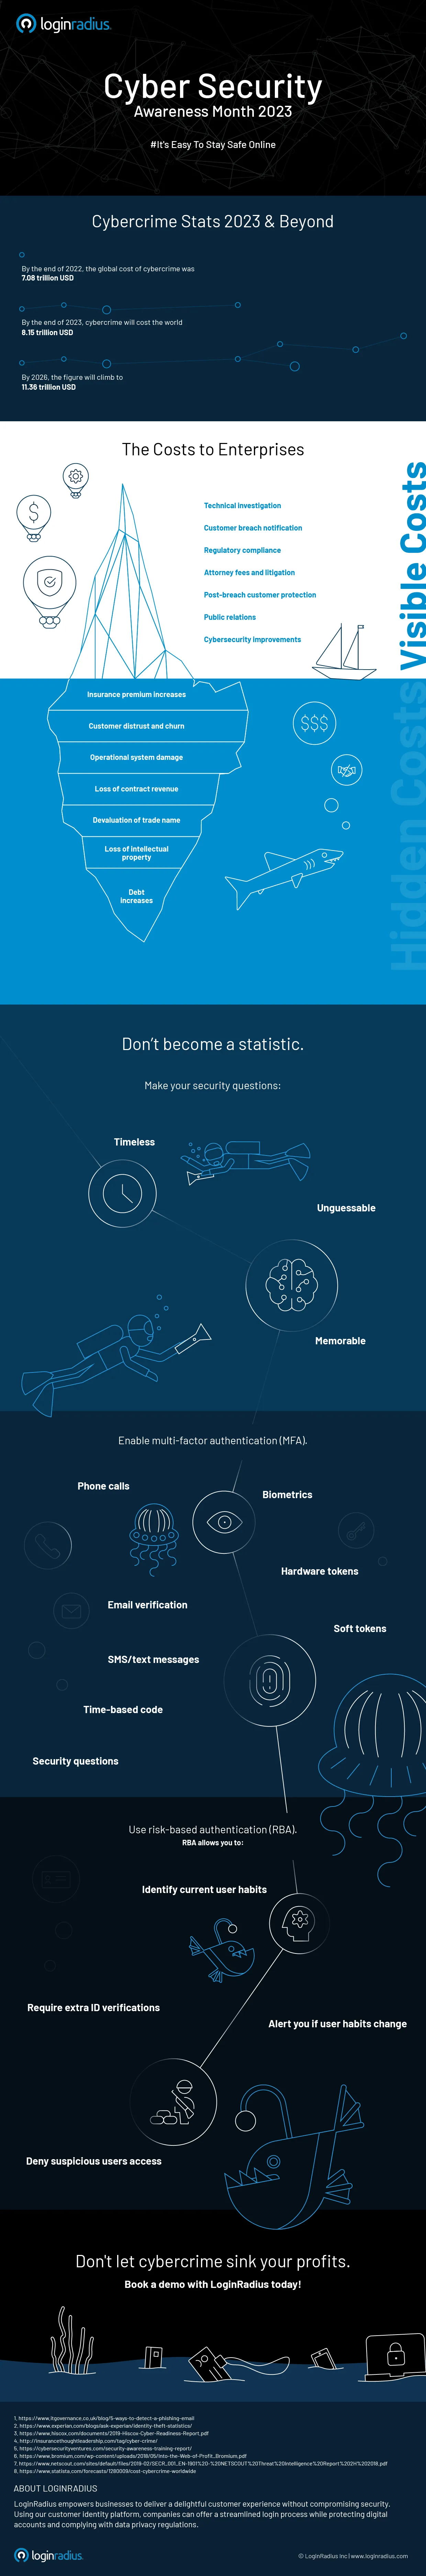 loginradius
Cyber Security
Awareness Month 2023
#It's Easy To Stay Safe Online
Cybercrime Stats 2023 & Beyond
By the end of 2022, the global cost of cybercrime was
7.08 trillion USD
By the end of 2023, cybercrime will cost the world
8.15 trillion USD
By 2026, the figure will climb to
11.36 trillion USD
The Costs to Enterprises
Visible Costs
Technical investigation
Customer breach notification
Regulatory compliance
Attorney fees and litigation
Post-breach customer protection
Public relations
Cybersecurity improvements
Hidden Costs
Insurance premium increases
Customer distrust and churn
Operational system damage
Loss of contract revenue
Devaluation of trade name
Loss of intellectual
property
Debt
increases
$
$$$
Don't become a statistic.
Make your security questions:
Timeless
Unguessable
Memorable
Enable multi-factor authentication (MFA).
Phone calls
Biometrics
Hardware tokens
Email verification
Soft tokens
SMS/text messages
Time-based code
Security questions
Use risk-based authentication (RBA).
RBA allows you to:
Identify current user habits
Require extra ID verifications
Alert you if user habits change
Deny suspicious users access
Don't let cybercrime sink your profits.
Book a demo with LoginRadius today!
1. https://www.itgovernance.co.uk/blog/5-ways-to-detect-a-phishing-email
2. https://www.experian.com/blogs/ask-experian/identity-theft-statistics/
3. https://www.hiscox.com/documents/2019-Hiscox-Cyber-Readiness-Report.pdf
4. http://insurancethoughtleadership.com/tag/cyber-crime/
5. https://cybersecurityventures.com/security-awareness-training-report/
6. https://www.bromium.com/wp-content/uploads/2018/05/Into-the-Web-of-Profit_Bromium.pdf
7. https://www.netscout.com/sites/default/files/2019-02/SECR_001_EN-1901%20-%20NETSCOUT%20Threat%20Intelligence%20Report%202H%202018.pdf
8. https://www.statista.com/forecasts/1280009/cost-cybercrime-worldwide
ABOUT LOGINRADIUS
LoginRadius empowers businesses to deliver a delightful customer experience without compromising security.
Using our customer identity platform, companies can offer a streamlined login process while protecting digital
accounts and complying with data privacy regulations.
loginradius
© LoginRadius Inc | www.loginradius.com